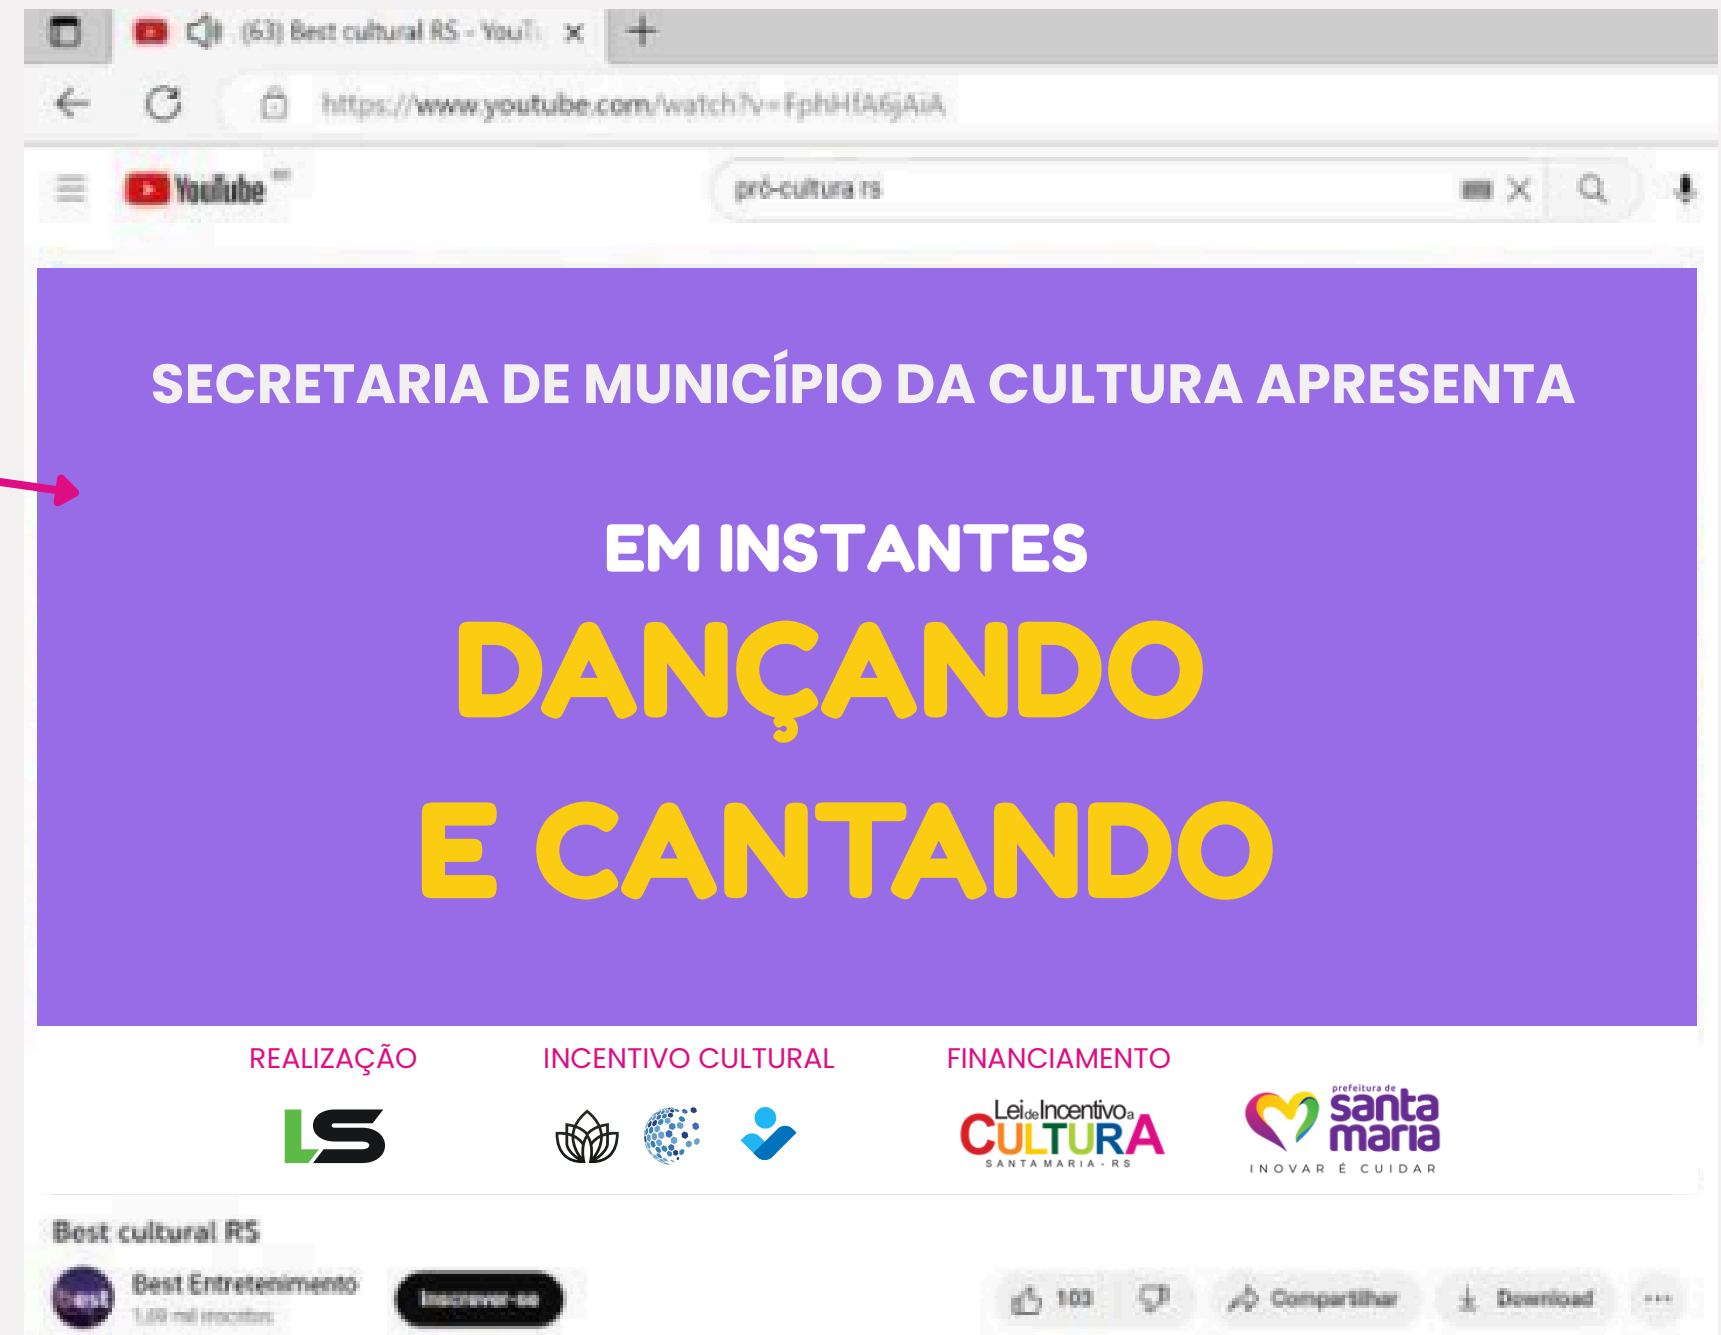 (63) Best cultural RS - YouT
https://www.youtube.com/watch?v=FphHfA6jAiA
YouTube
pró-cultura rs
SECRETARIA DE MUNICÍPIO DA CULTURA APRESENTA
EM INSTANTES
DANÇANDO
E CANTANDO
REALIZAÇÃO INCENTIVO CULTURAL FINANCIAMENTO
LS
Lei de Incentivo a
CULTURA
SANTA MARIA - RS
prefeitura de
santa
maria
INOVAR É CUIDAR
Best cultural RS
Best Entretenimento
Inscrever-se
103 Compartilhar Download
mil inscritos